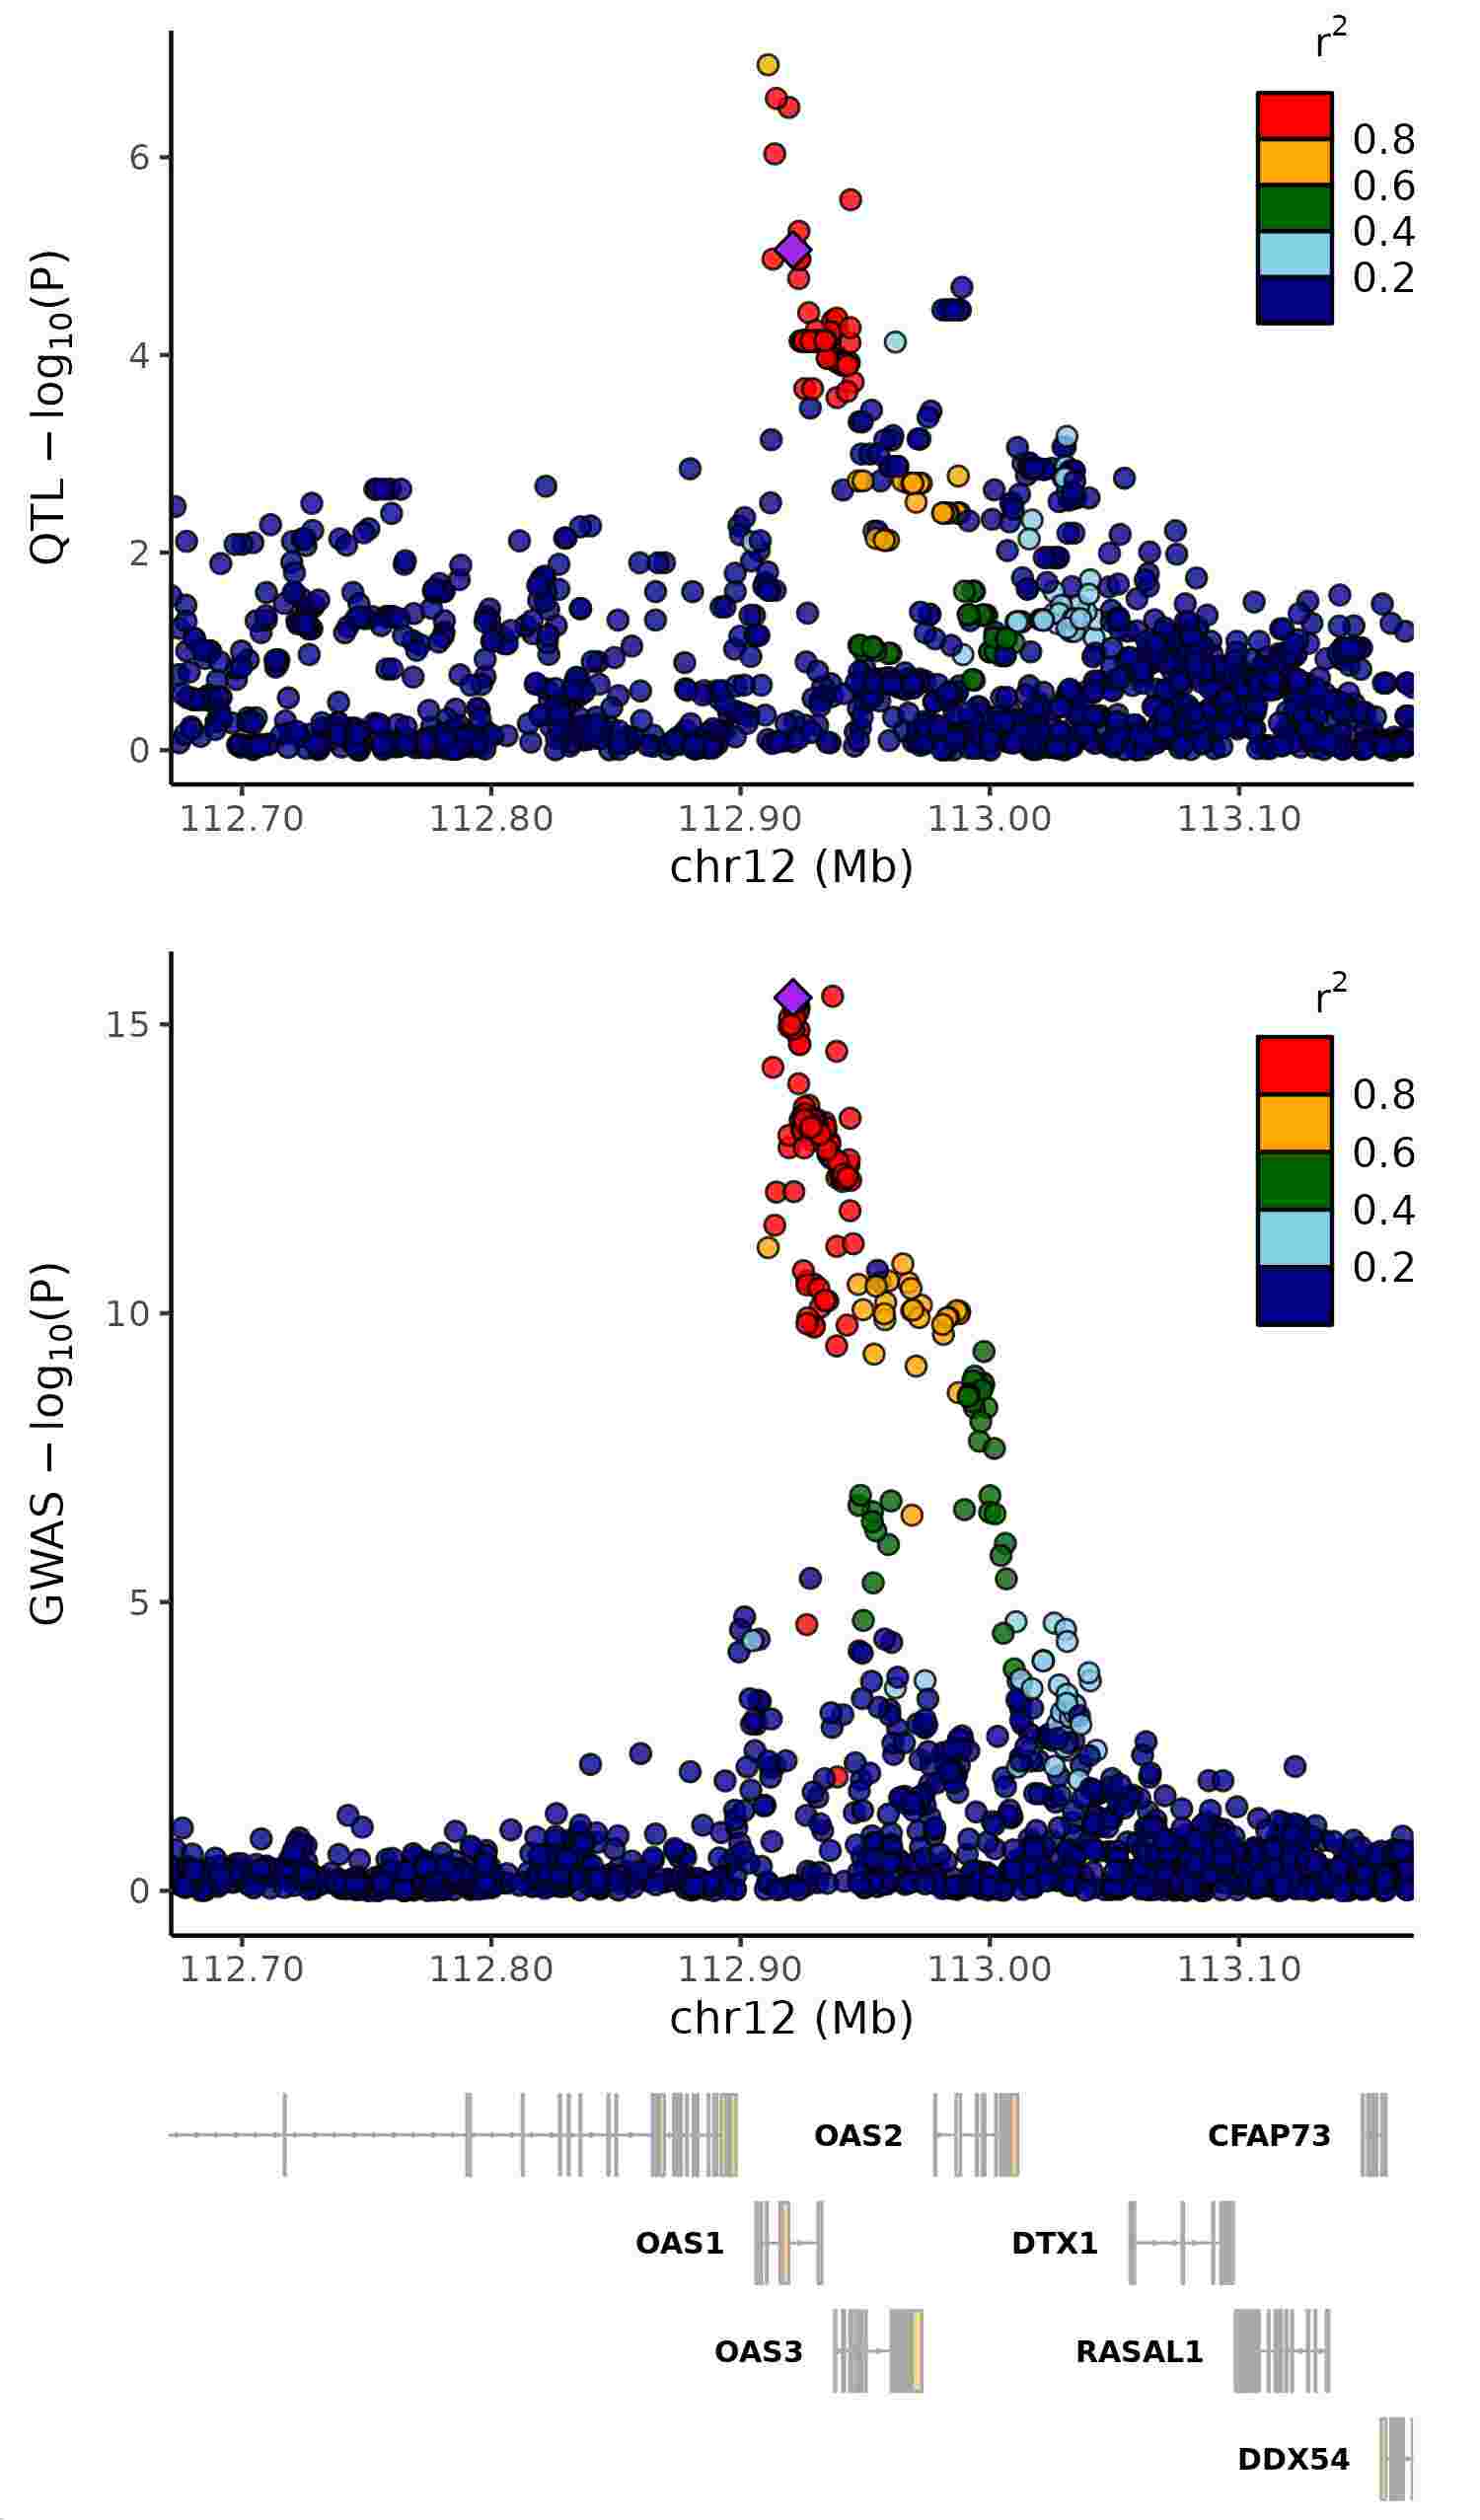 r²
0.8
0.6
0.4
0.2
QTL − log₁₀(P)
6
4
2
0
112.70 112.80 112.90 113.00 113.10
chr12 (Mb)
r²
0.8
0.6
0.4
0.2
GWAS − log₁₀(P)
15
10
5
0
112.70 112.80 112.90 113.00 113.10
chr12 (Mb)
OAS2 CFAP73
OAS1 DTX1
OAS3 RASAL1
DDX54